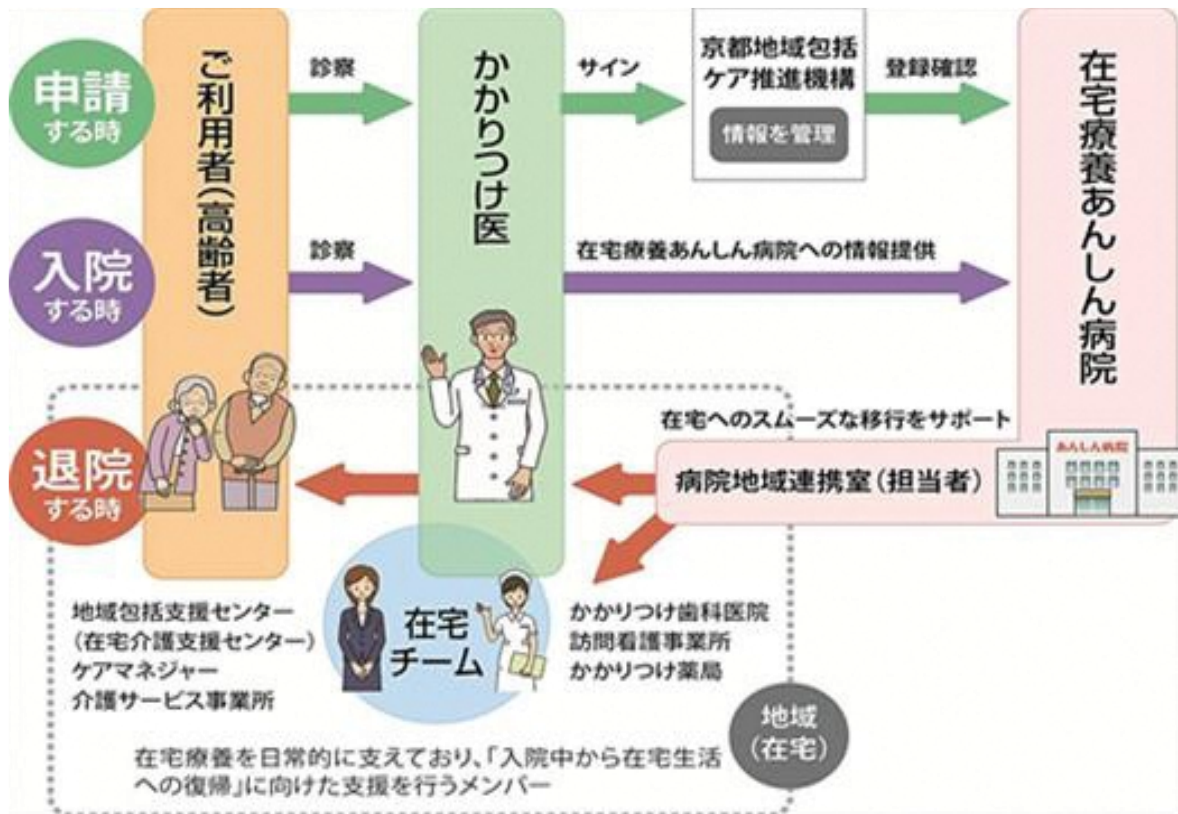 申請
する時
ご利用者(高齢者)
診察
かかりつけ医
サイン
京都地域包括
ケア推進機構
情報を管理
登録確認
在宅療養あんしん病院
入院
する時
診察
在宅療養あんしん病院への情報提供
退院
する時
在宅へのスムーズな移行をサポート
病院地域連携室(担当者)
あんしん病院
地域包括支援センター
(在宅介護支援センター)
ケアマネジャー
介護サービス事業所
在宅
チーム
かかりつけ歯科医院
訪問看護事業所
かかりつけ薬局
地域
(在宅)
在宅療養を日常的に支えており、「入院中から在宅生活
への復帰」に向けた支援を行うメンバー